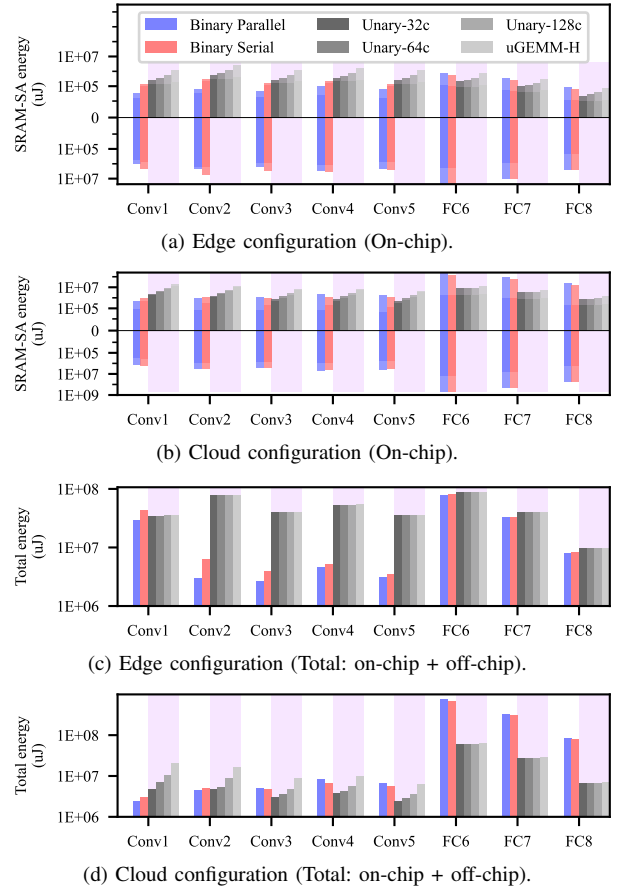 Binary Parallel
Binary Serial
Unary-32c
Unary-64c
Unary-128c
uGEMM-H
SRAM-SA energy
(uJ)
1E+07
1E+05
0
1E+05
1E+07
Conv1 Conv2 Conv3 Conv4 Conv5 FC6 FC7 FC8
(a) Edge configuration (On-chip).
SRAM-SA energy
(uJ)
1E+07
1E+05
0
1E+05
1E+07
1E+09
Conv1 Conv2 Conv3 Conv4 Conv5 FC6 FC7 FC8
(b) Cloud configuration (On-chip).
Total energy
(uJ)
1E+08
1E+07
1E+06
Conv1 Conv2 Conv3 Conv4 Conv5 FC6 FC7 FC8
(c) Edge configuration (Total: on-chip + off-chip).
Total energy
(uJ)
1E+08
1E+07
1E+06
Conv1 Conv2 Conv3 Conv4 Conv5 FC6 FC7 FC8
(d) Cloud configuration (Total: on-chip + off-chip).